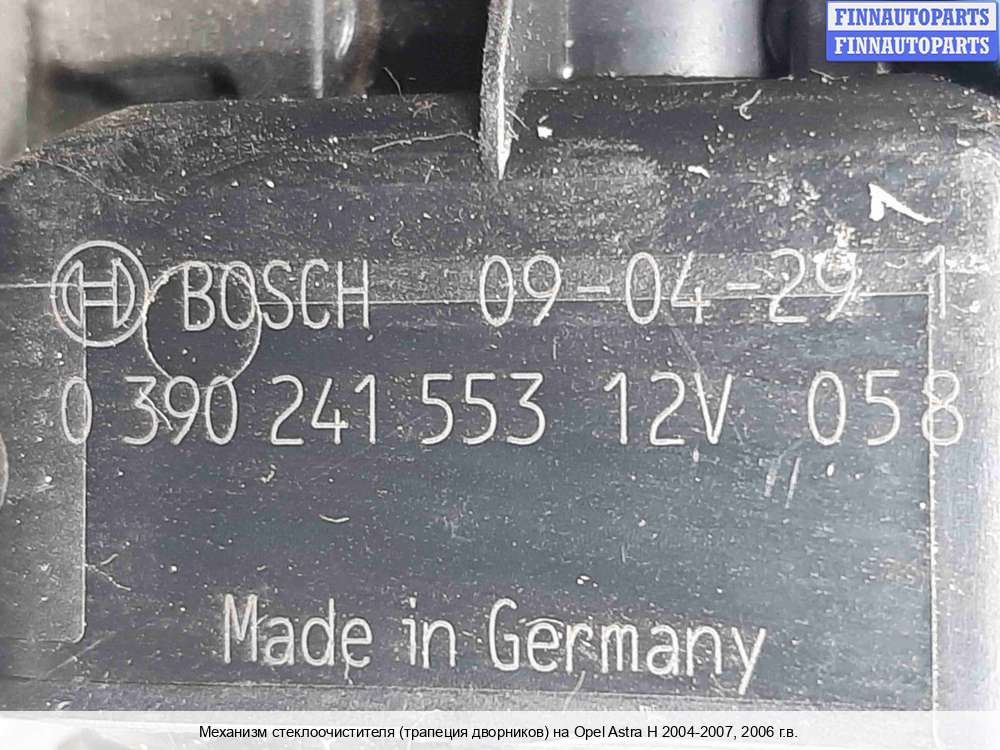 FINNAUTOPARTS
FINNAUTOPARTS
BOSCH 09-04-29 1
0 390 241 553 12V 058
Made in Germany
Механизм стеклоочистителя (трапеция дворников) на Opel Astra H 2004-2007, 2006 г.в.